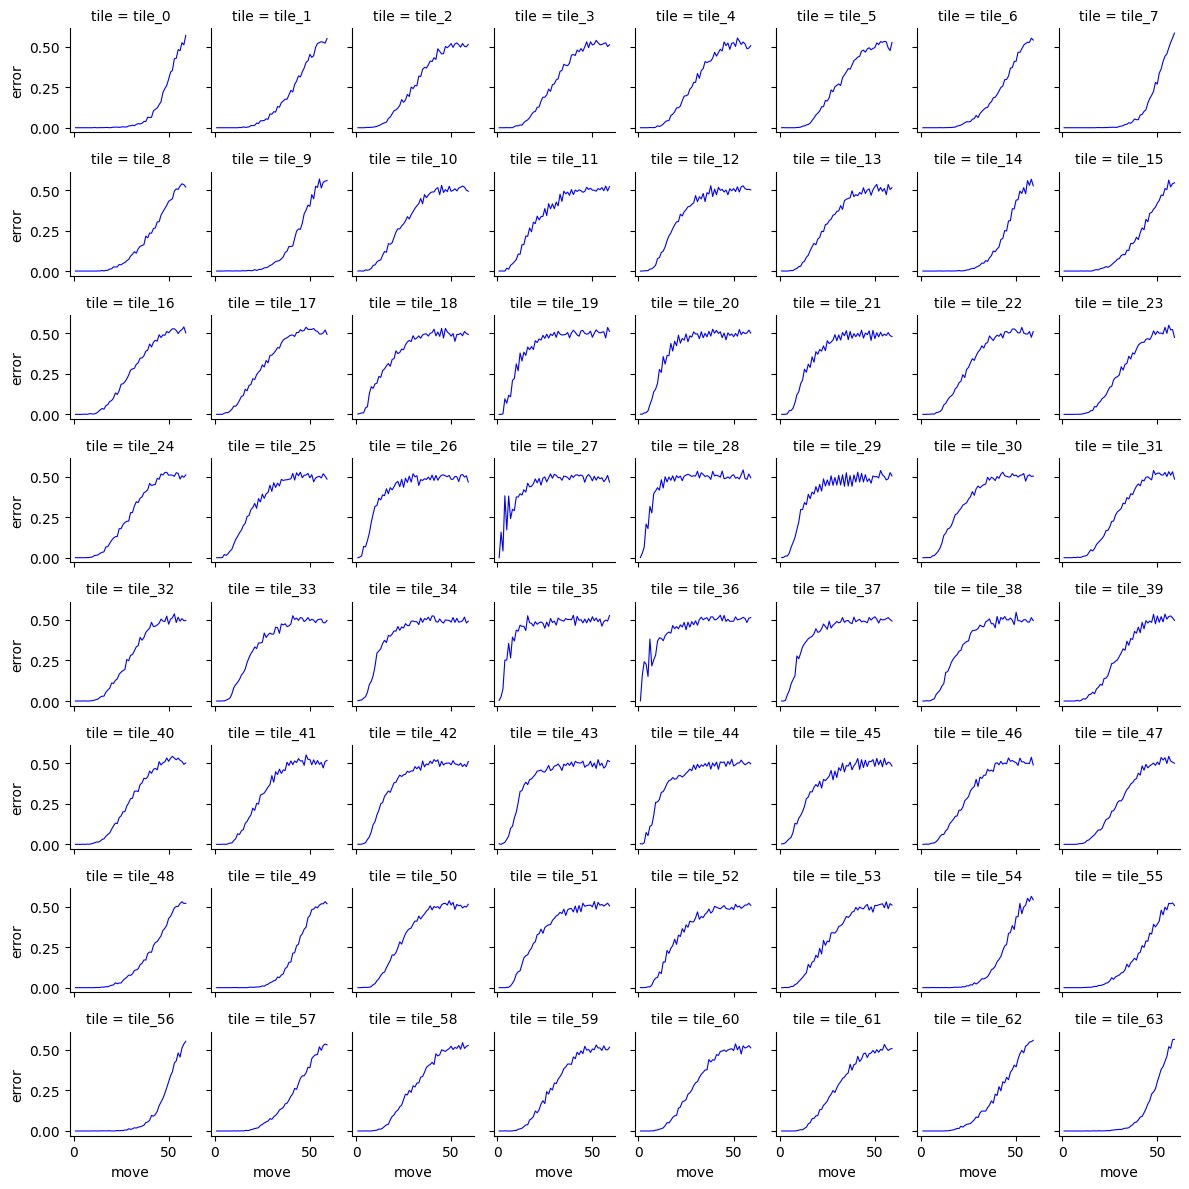 tile = tile_0 tile = tile_1 tile = tile_2 tile = tile_3 tile = tile_4 tile = tile_5 tile = tile_6 tile = tile_7
0.50
error
0.25
0.00
tile = tile_8 tile = tile_9 tile = tile_10 tile = tile_11 tile = tile_12 tile = tile_13 tile = tile_14 tile = tile_15
0.50
error
0.25
0.00
tile = tile_16 tile = tile_17 tile = tile_18 tile = tile_19 tile = tile_20 tile = tile_21 tile = tile_22 tile = tile_23
0.50
error
0.25
0.00
tile = tile_24 tile = tile_25 tile = tile_26 tile = tile_27 tile = tile_28 tile = tile_29 tile = tile_30 tile = tile_31
0.50
error
0.25
0.00
tile = tile_32 tile = tile_33 tile = tile_34 tile = tile_35 tile = tile_36 tile = tile_37 tile = tile_38 tile = tile_39
0.50
error
0.25
0.00
tile = tile_40 tile = tile_41 tile = tile_42 tile = tile_43 tile = tile_44 tile = tile_45 tile = tile_46 tile = tile_47
0.50
error
0.25
0.00
tile = tile_48 tile = tile_49 tile = tile_50 tile = tile_51 tile = tile_52 tile = tile_53 tile = tile_54 tile = tile_55
0.50
error
0.25
0.00
tile = tile_56 tile = tile_57 tile = tile_58 tile = tile_59 tile = tile_60 tile = tile_61 tile = tile_62 tile = tile_63
0.50
error
0.25
0.00
0 50 0 50 0 50 0 50 0 50 0 50 0 50 0 50
move move move move move move move move